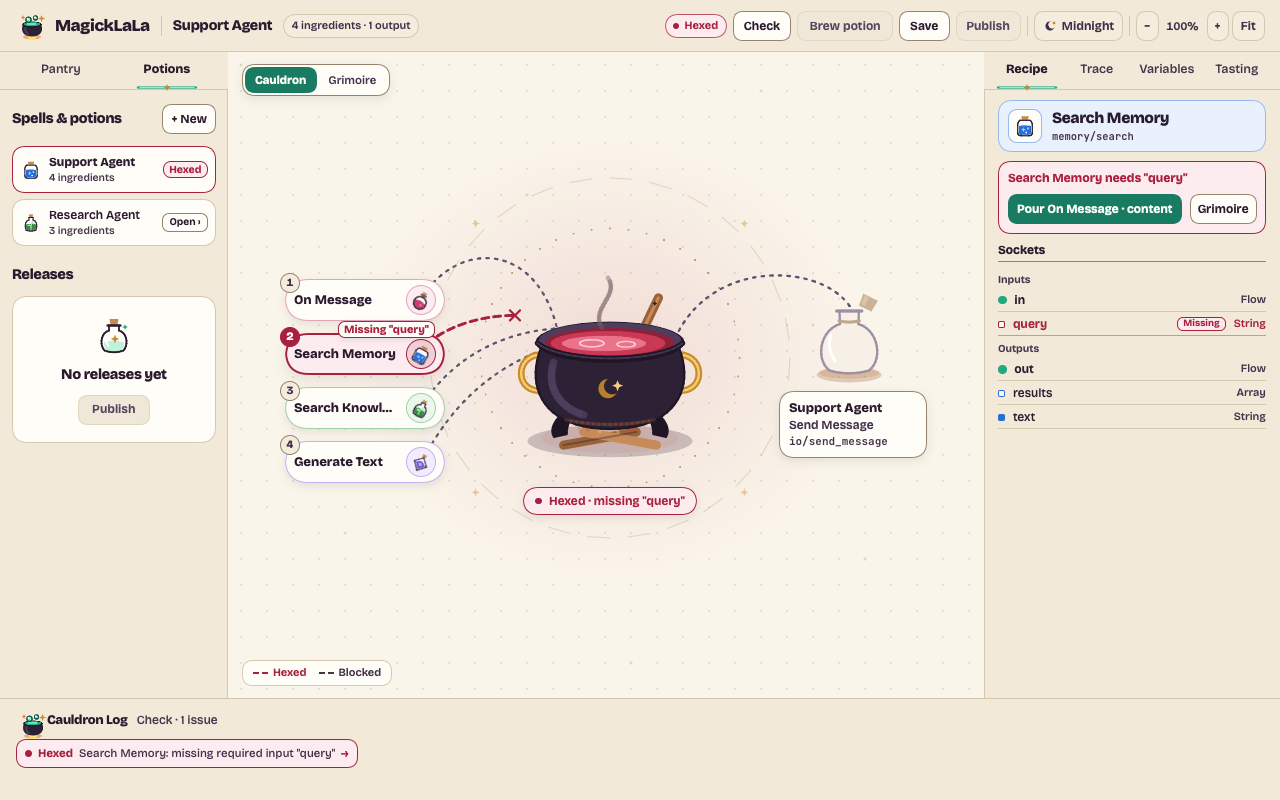 MagickLaLa
Support Agent
4 ingredients · 1 output
Hexed
Check
Brew potion
Save
Publish
Midnight
−
100%
+
Fit
Pantry
Potions
Spells & potions
+ New
Support Agent
4 ingredients
Hexed
Research Agent
3 ingredients
Open ›
Releases
No releases yet
Publish
Cauldron
Grimoire
1
On Message
Missing "query"
2
Search Memory
3
Search Knowl...
4
Generate Text
Hexed · missing "query"
Support Agent
Send Message
io/send_message
Hexed
Blocked
Recipe
Trace
Variables
Tasting
Search Memory
memory/search
Search Memory needs "query"
Pour On Message · content
Grimoire
Sockets
Inputs
in
Flow
query
Missing
String
Outputs
out
Flow
results
Array
text
String
Cauldron Log
Check · 1 issue
Hexed Search Memory: missing required input "query" →